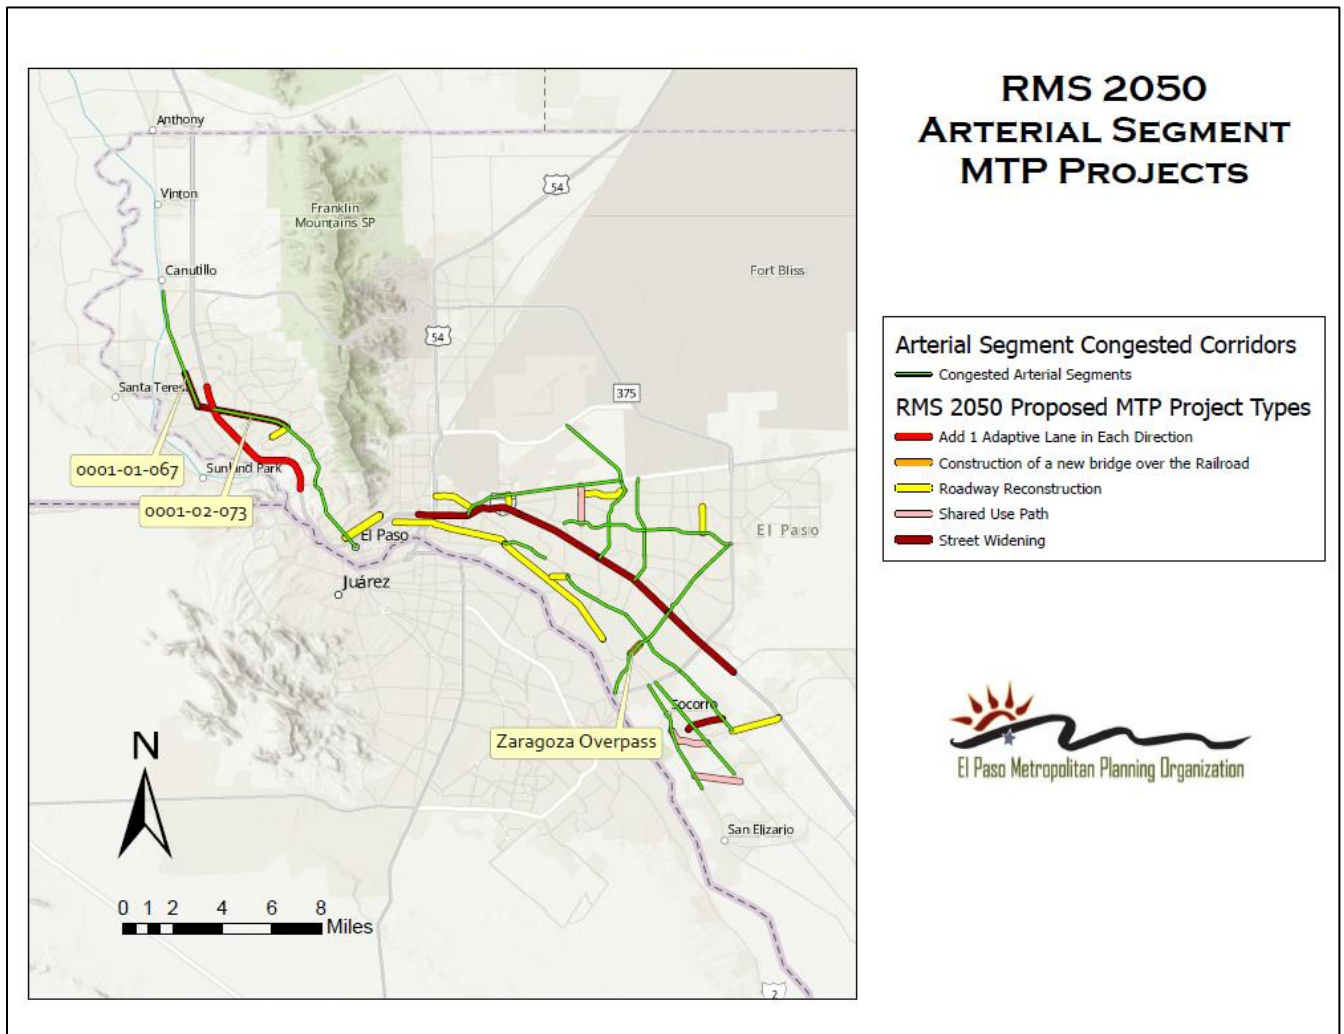 RMS 2050
ARTERIAL SEGMENT
MTP PROJECTS
Anthony
54
Vinton
Franklin
Mountains SP
Canutillo
Fort Bliss
54
Santa Teres
375
0001-01-067
Sunland Park
0001-02-073
El Paso
El Paso
Juárez
Socorro
Zaragoza Overpass
San Elizario
N
0 1 2 4 6 8
Miles
2
Arterial Segment Congested Corridors
Congested Arterial Segments
RMS 2050 Proposed MTP Project Types
Add 1 Adaptive Lane in Each Direction
Construction of a new bridge over the Railroad
Roadway Reconstruction
Shared Use Path
Street Widening
El Paso Metropolitan Planning Organization